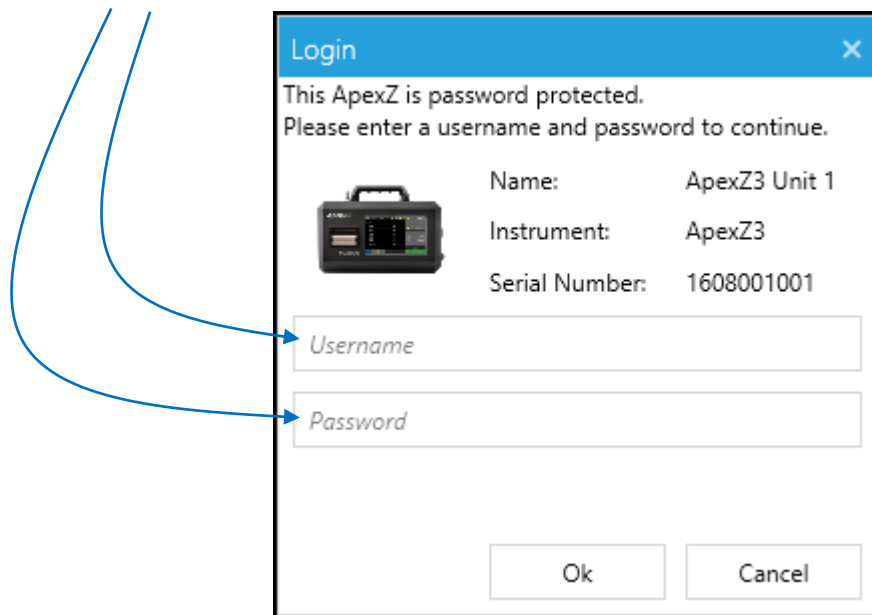 Login
This ApexZ is password protected.
Please enter a username and password to continue.
Name: ApexZ3 Unit 1
Instrument: ApexZ3
Serial Number: 1608001001
Username
Password
Ok Cancel